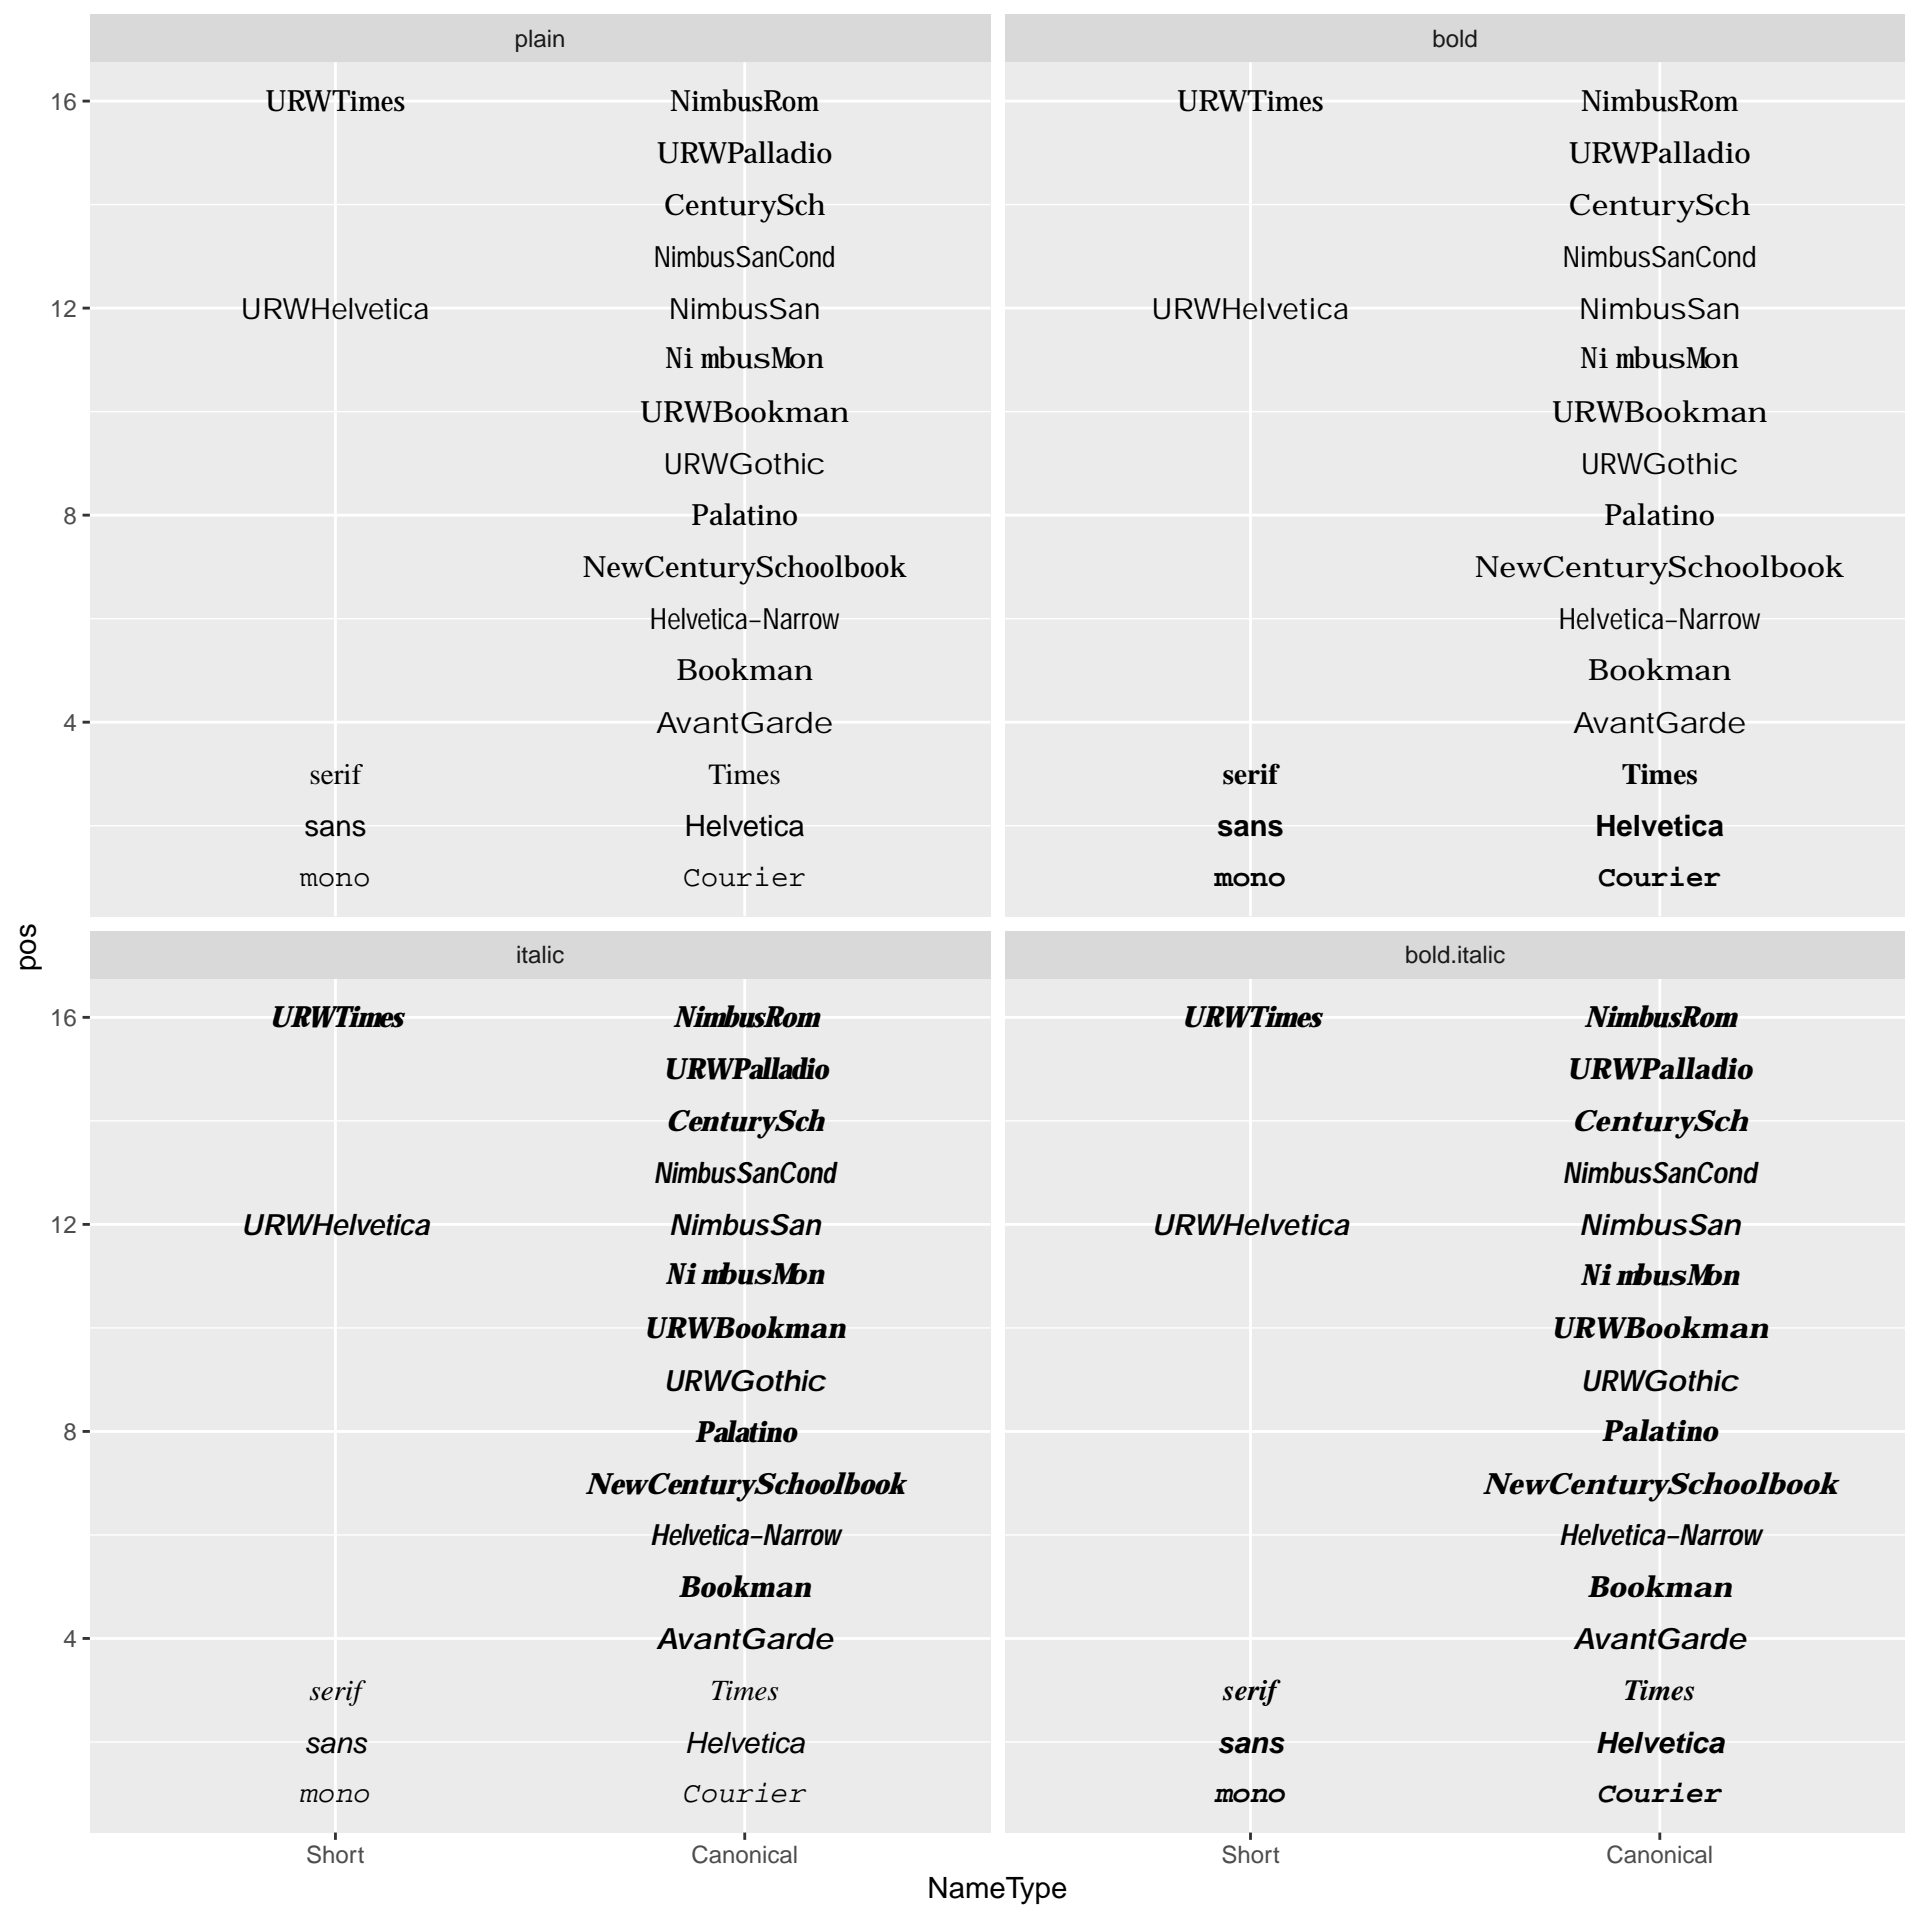 plain
16
URWTimes NimbusRom
URWPalladio
CenturySch
NimbusSanCond
12
URWHelvetica NimbusSan
NimbusMon
URWBookman
URWGothic
8
Palatino
NewCenturySchoolbook
Helvetica-Narrow
Bookman
4
AvantGarde
serif Times
sans Helvetica
mono Courier
bold
URWTimes NimbusRom
URWPalladio
CenturySch
NimbusSanCond
URWHelvetica NimbusSan
NimbusMon
URWBookman
URWGothic
Palatino
NewCenturySchoolbook
Helvetica-Narrow
Bookman
AvantGarde
serif Times
sans Helvetica
mono Courier
pos
italic
16
URWTimes NimbusRom
URWPalladio
CenturySch
NimbusSanCond
12
URWHelvetica NimbusSan
NimbusMon
URWBookman
URWGothic
8
Palatino
NewCenturySchoolbook
Helvetica-Narrow
Bookman
4
AvantGarde
serif Times
sans Helvetica
mono Courier
Short Canonical
bold.italic
URWTimes NimbusRom
URWPalladio
CenturySch
NimbusSanCond
URWHelvetica NimbusSan
NimbusMon
URWBookman
URWGothic
Palatino
NewCenturySchoolbook
Helvetica-Narrow
Bookman
AvantGarde
serif Times
sans Helvetica
mono Courier
Short Canonical
NameType